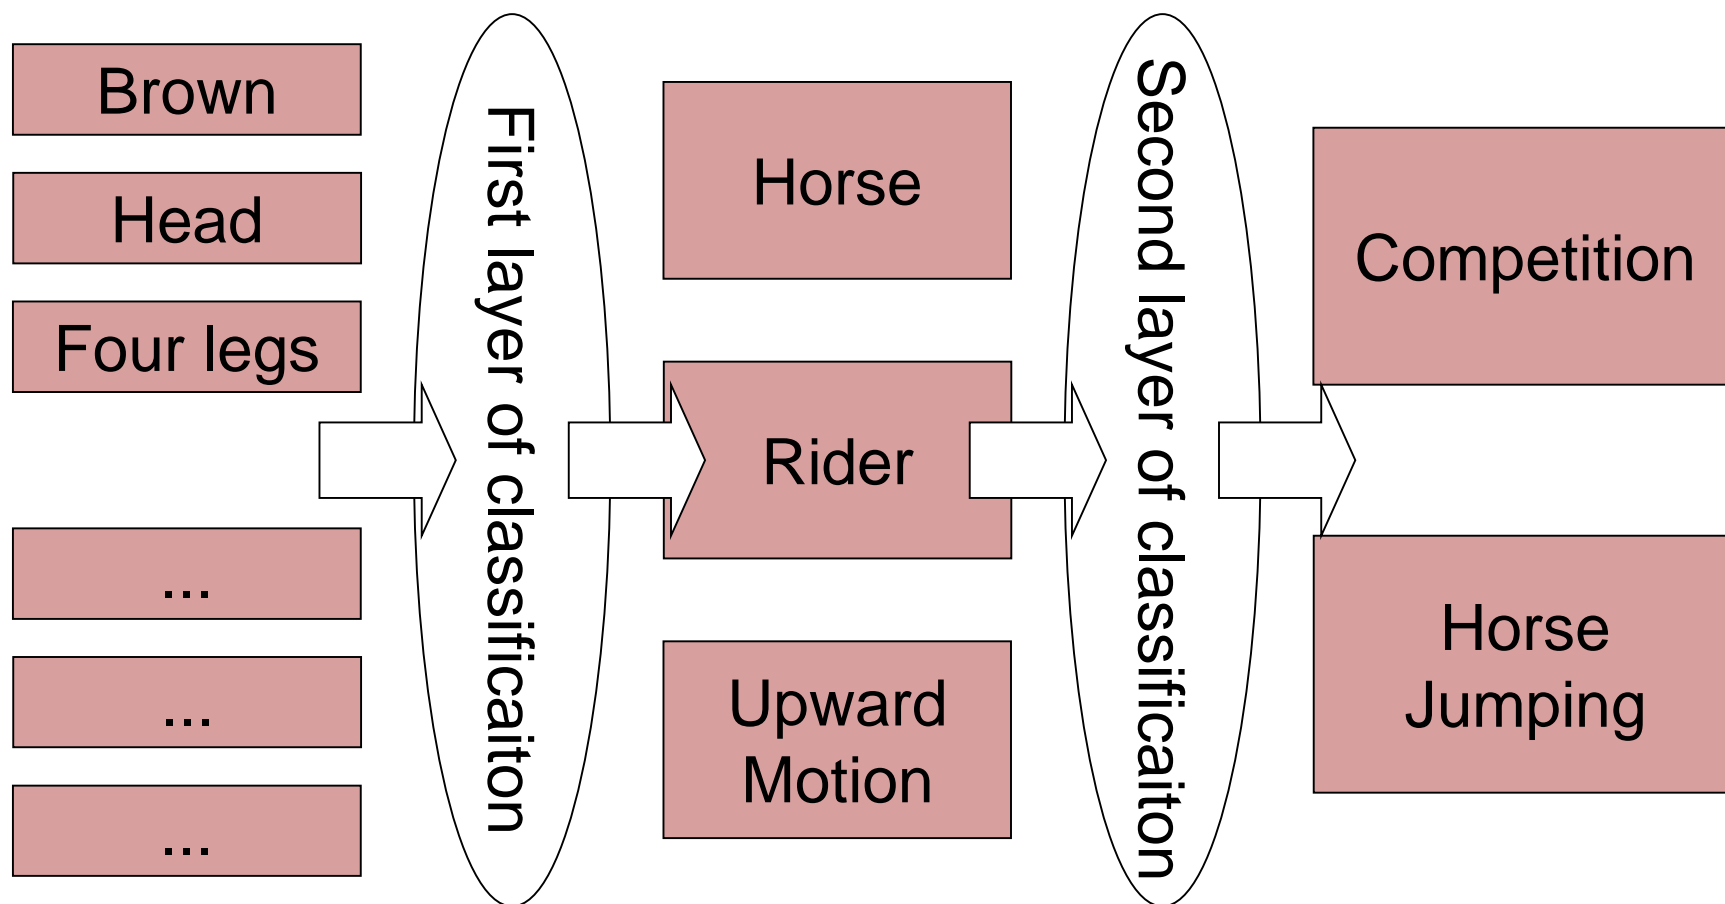 Brown
Head
Four legs
...
...
...
First layer of classificaiton
Horse
Rider
Upward
Motion
Second layer of classificaiton
Competition
Horse
Jumping